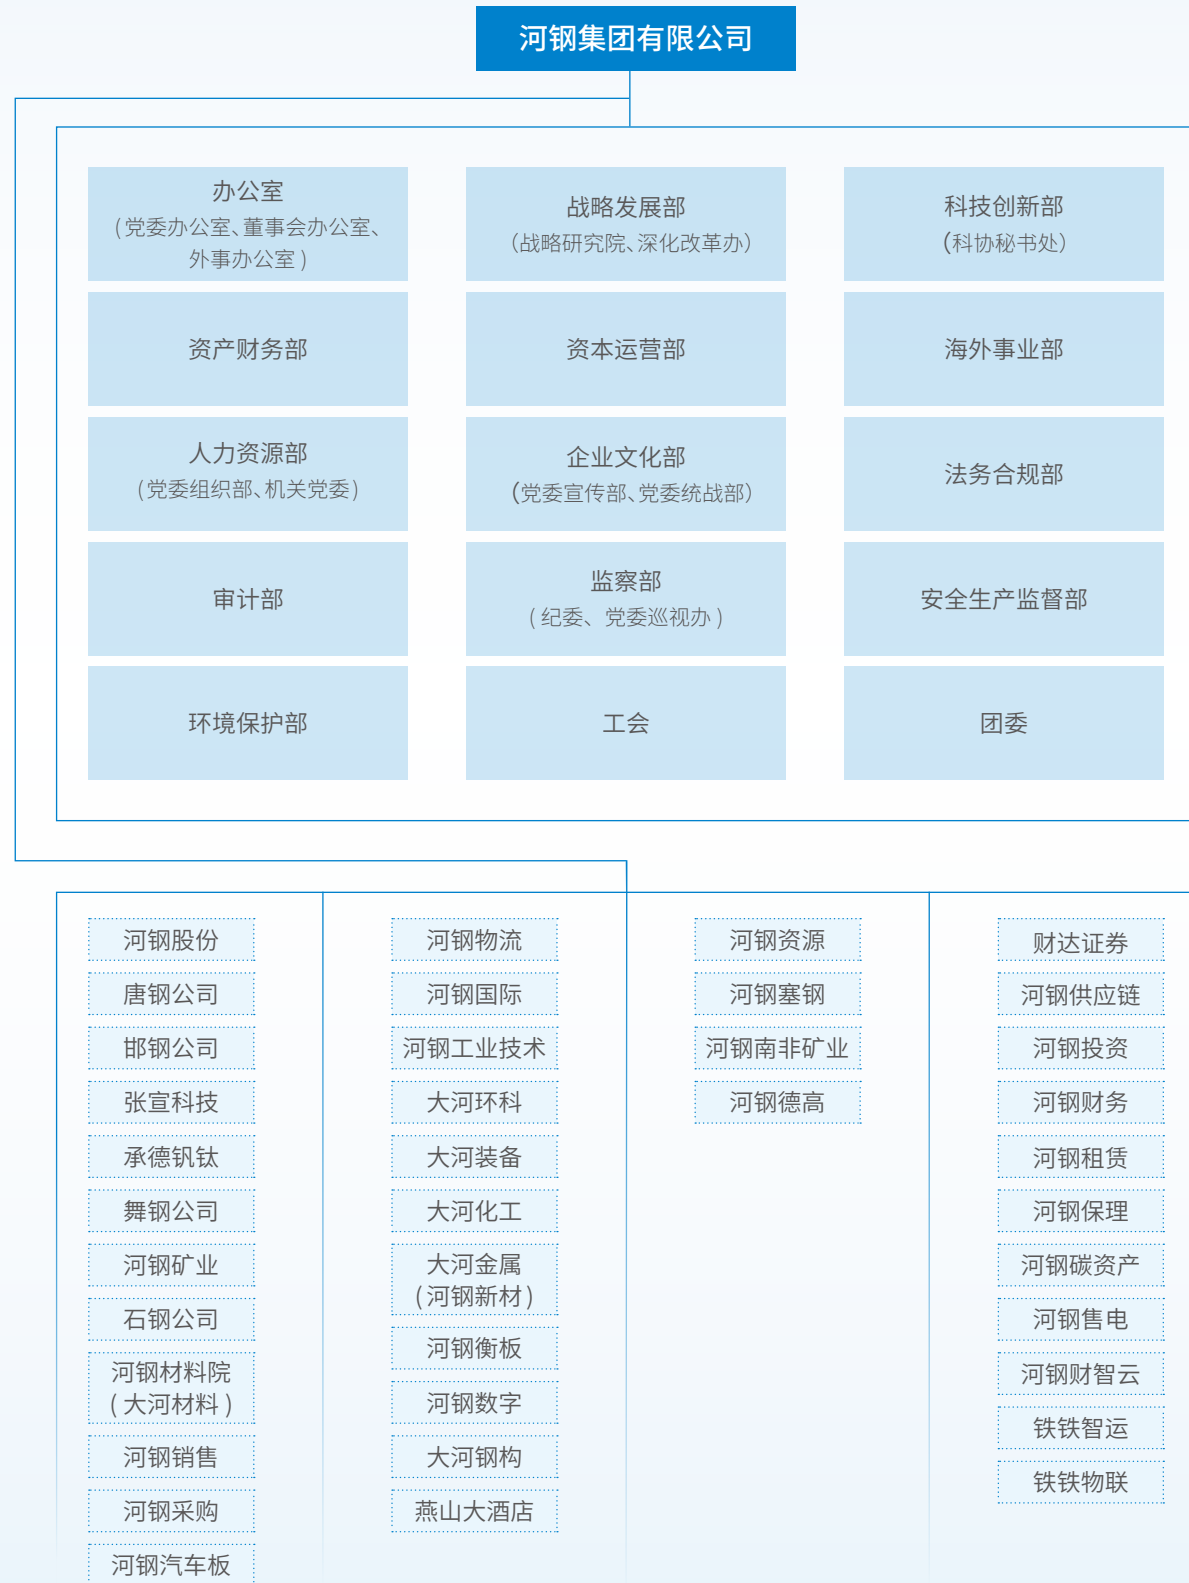 河钢集团有限公司
办公室
(党委办公室、董事会办公室、
外事办公室)
战略发展部
(战略研究院、深化改革办)
科技创新部
(科协秘书处)
资产财务部
资本运营部
海外事业部
人力资源部
(党委组织部、机关党委)
企业文化部
(党委宣传部、党委统战部)
法务合规部
审计部
监察部
(纪委、党委巡视办)
安全生产监督部
环境保护部
工会
团委
河钢股份
唐钢公司
邯钢公司
张宣科技
承德钒钛
舞钢公司
河钢矿业
石钢公司
河钢材料院
(大河材料)
河钢销售
河钢采购
河钢汽车板
河钢物流
河钢国际
河钢工业技术
大河环科
大河装备
大河化工
大河金属
(河钢新材)
河钢衡板
河钢数字
大河钢构
燕山大酒店
河钢资源
河钢塞钢
河钢南非矿业
河钢德高
财达证券
河钢供应链
河钢投资
河钢财务
河钢租赁
河钢保理
河钢碳资产
河钢售电
河钢财智云
铁铁智运
铁铁物联